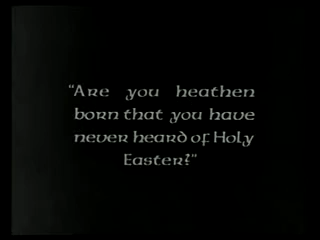 "Are you heathen
born that you have
never heard of Holy
Easter?"